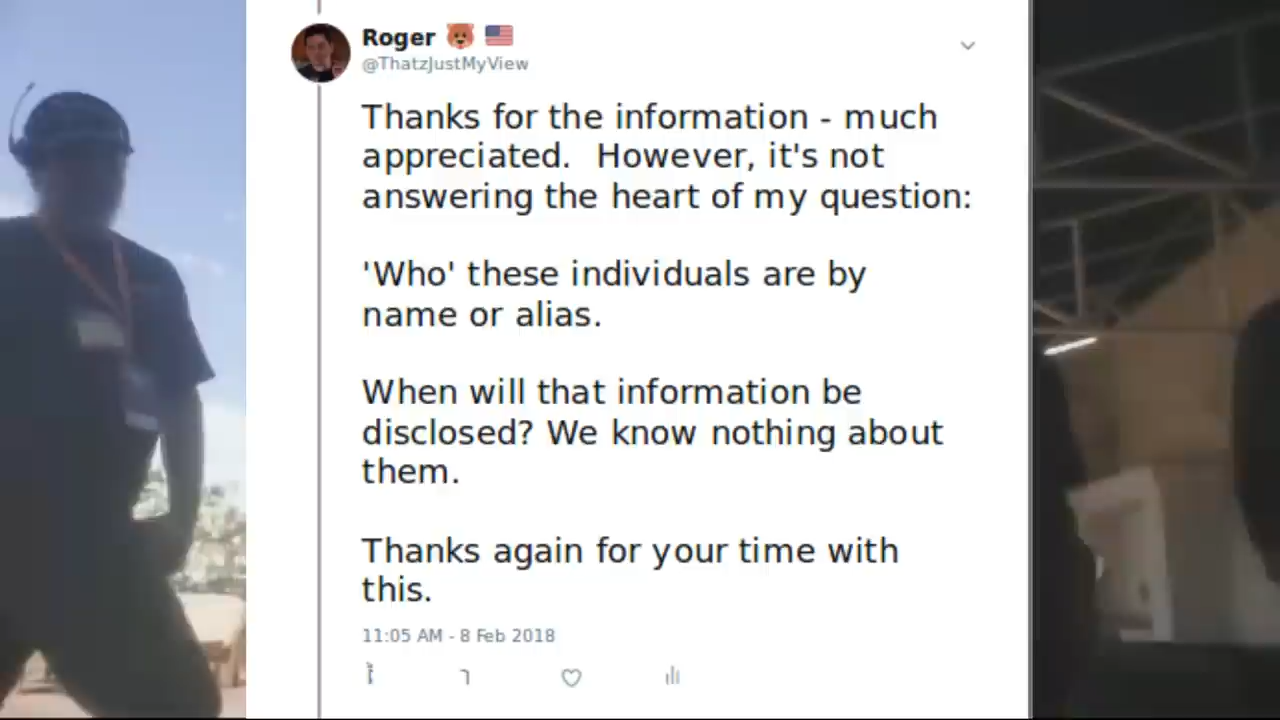 Roger 🐻 🇺🇸
@ThatzJustMyView
Thanks for the information - much
appreciated.  However, it's not
answering the heart of my question:
'Who' these individuals are by
name or alias.
When will that information be
disclosed? We know nothing about
them.
Thanks again for your time with
this.
11:05 AM - 8 Feb 2018